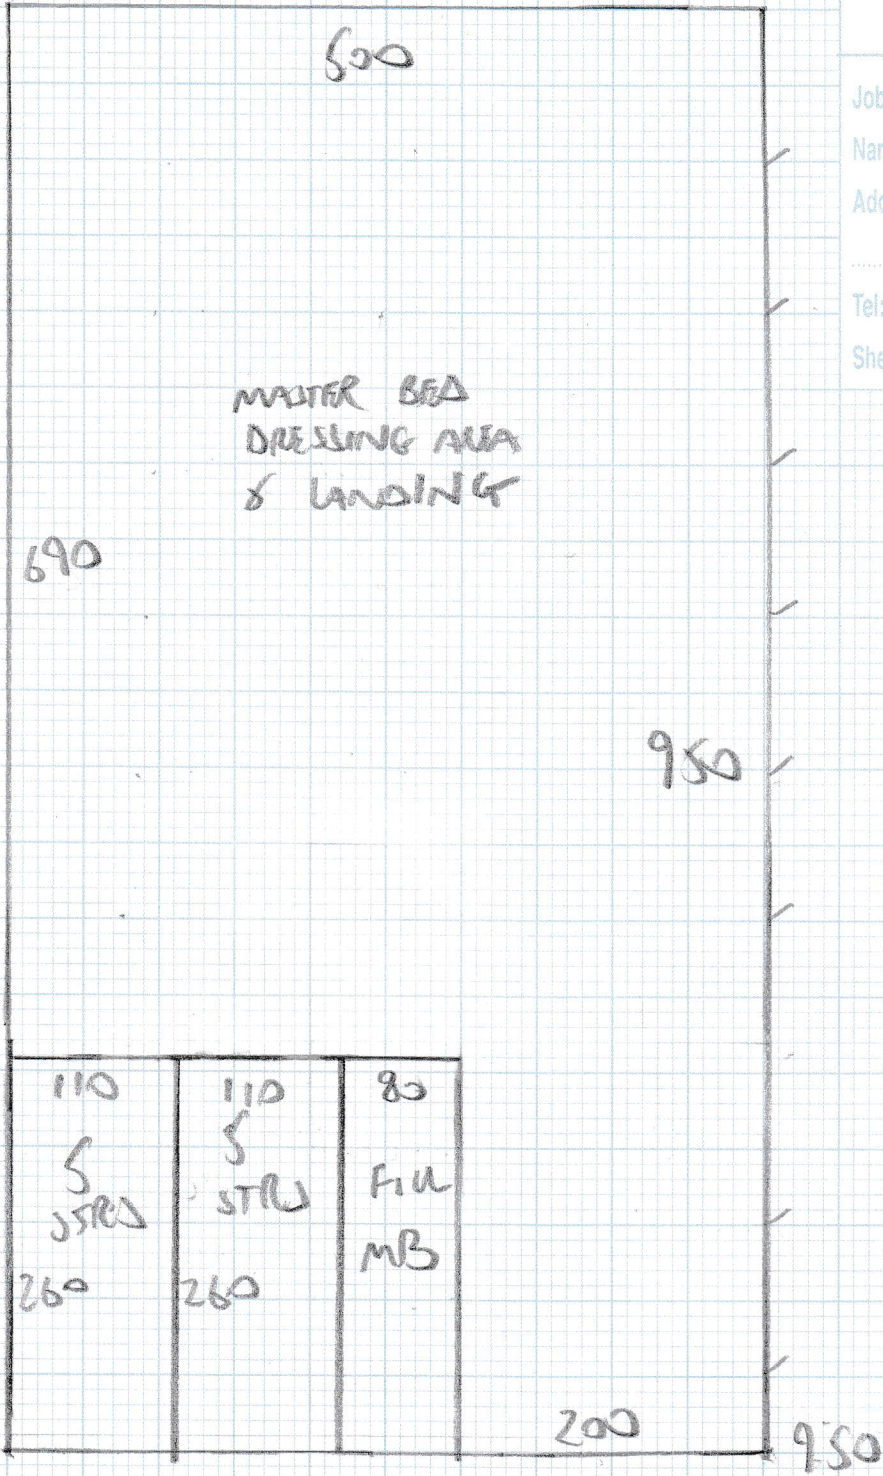 500
Job
Nar
Add
Tel:
She
MASTER BED
DRESSING AREA
& LANDING
690
950
110
5
STRS
260
110
5
STRS
260
80
FILL
MB
200
950